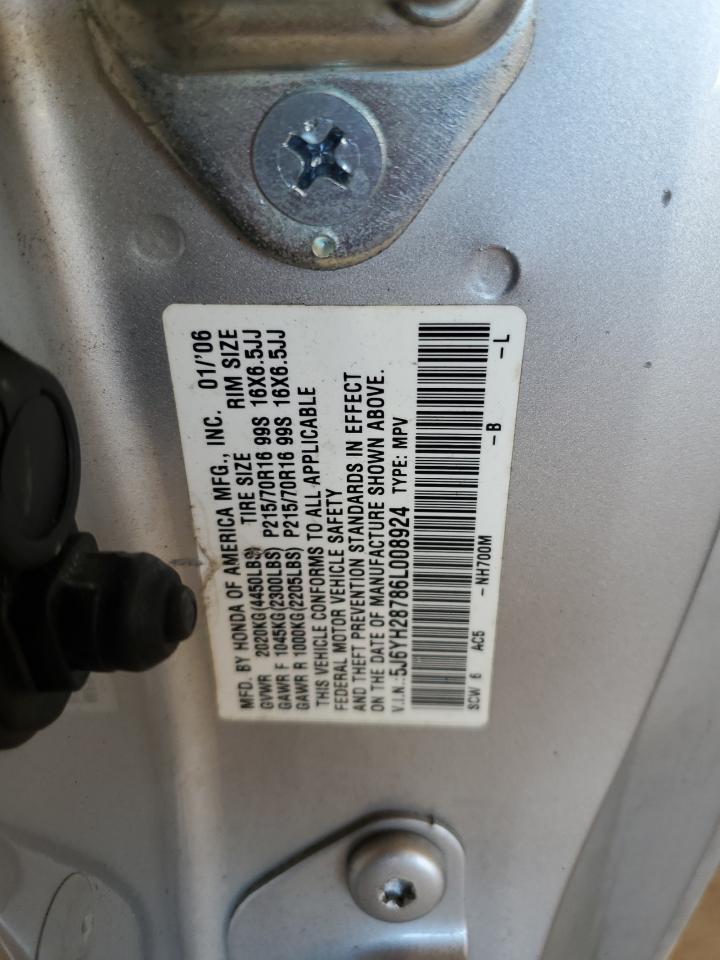 MFD. BY HONDA OF AMERICA MFG., INC. 01/'06
GVWR 2020KG(4450LBS) TIRE SIZE RIM SIZE
GAWR F 1045KG(2300LBS) P215/70R16 99S 16X6.5JJ
GAWR R 1000KG(2205LBS) P215/70R16 99S 16X6.5JJ
THIS VEHICLE CONFORMS TO ALL APPLICABLE
FEDERAL MOTOR VEHICLE SAFETY
AND THEFT PREVENTION STANDARDS IN EFFECT
ON THE DATE OF MANUFACTURE SHOWN ABOVE.
V.I.N.:5J6YH28786L008924 TYPE: MPV
SCW 6 AC5 -NH700M -B -L